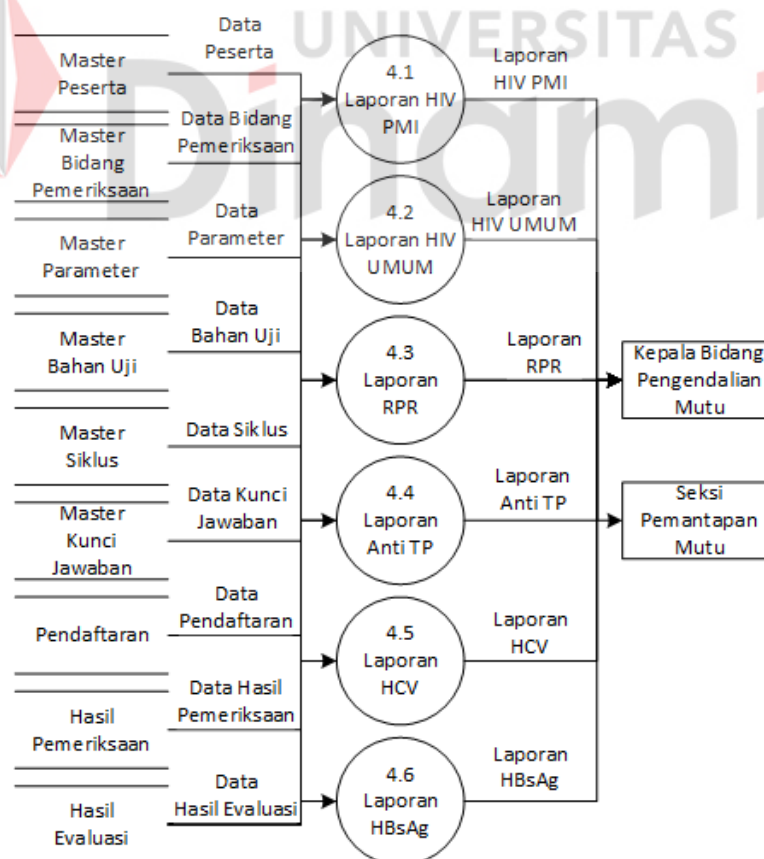 UNIVERSITAS
Dinami
Master
Peserta
Master
Bidang
Pemeriksaan
Master
Parameter
Master
Bahan Uji
Master
Siklus
Master
Kunci
Jawaban
Pendaftaran
Hasil
Pemeriksaan
Hasil
Evaluasi
Data
Peserta
Data Bidang
Pemeriksaan
Data
Parameter
Data
Bahan Uji
Data Siklus
Data Kunci
Jawaban
Data
Pendaftaran
Data Hasil
Pemeriksaan
Data
Hasil Evaluasi
4.1
Laporan HIV
PMI
4.2
Laporan HIV
UMUM
4.3
Laporan
RPR
4.4
Laporan
Anti TP
4.5
Laporan
HCV
4.6
Laporan
HBsAg
Laporan
HIV PMI
Laporan
HIV UMUM
Laporan
RPR
Laporan
Anti TP
Laporan
HCV
Laporan
HBsAg
Kepala Bidang
Pengendalian
Mutu
Seksi
Pemantapan
Mutu